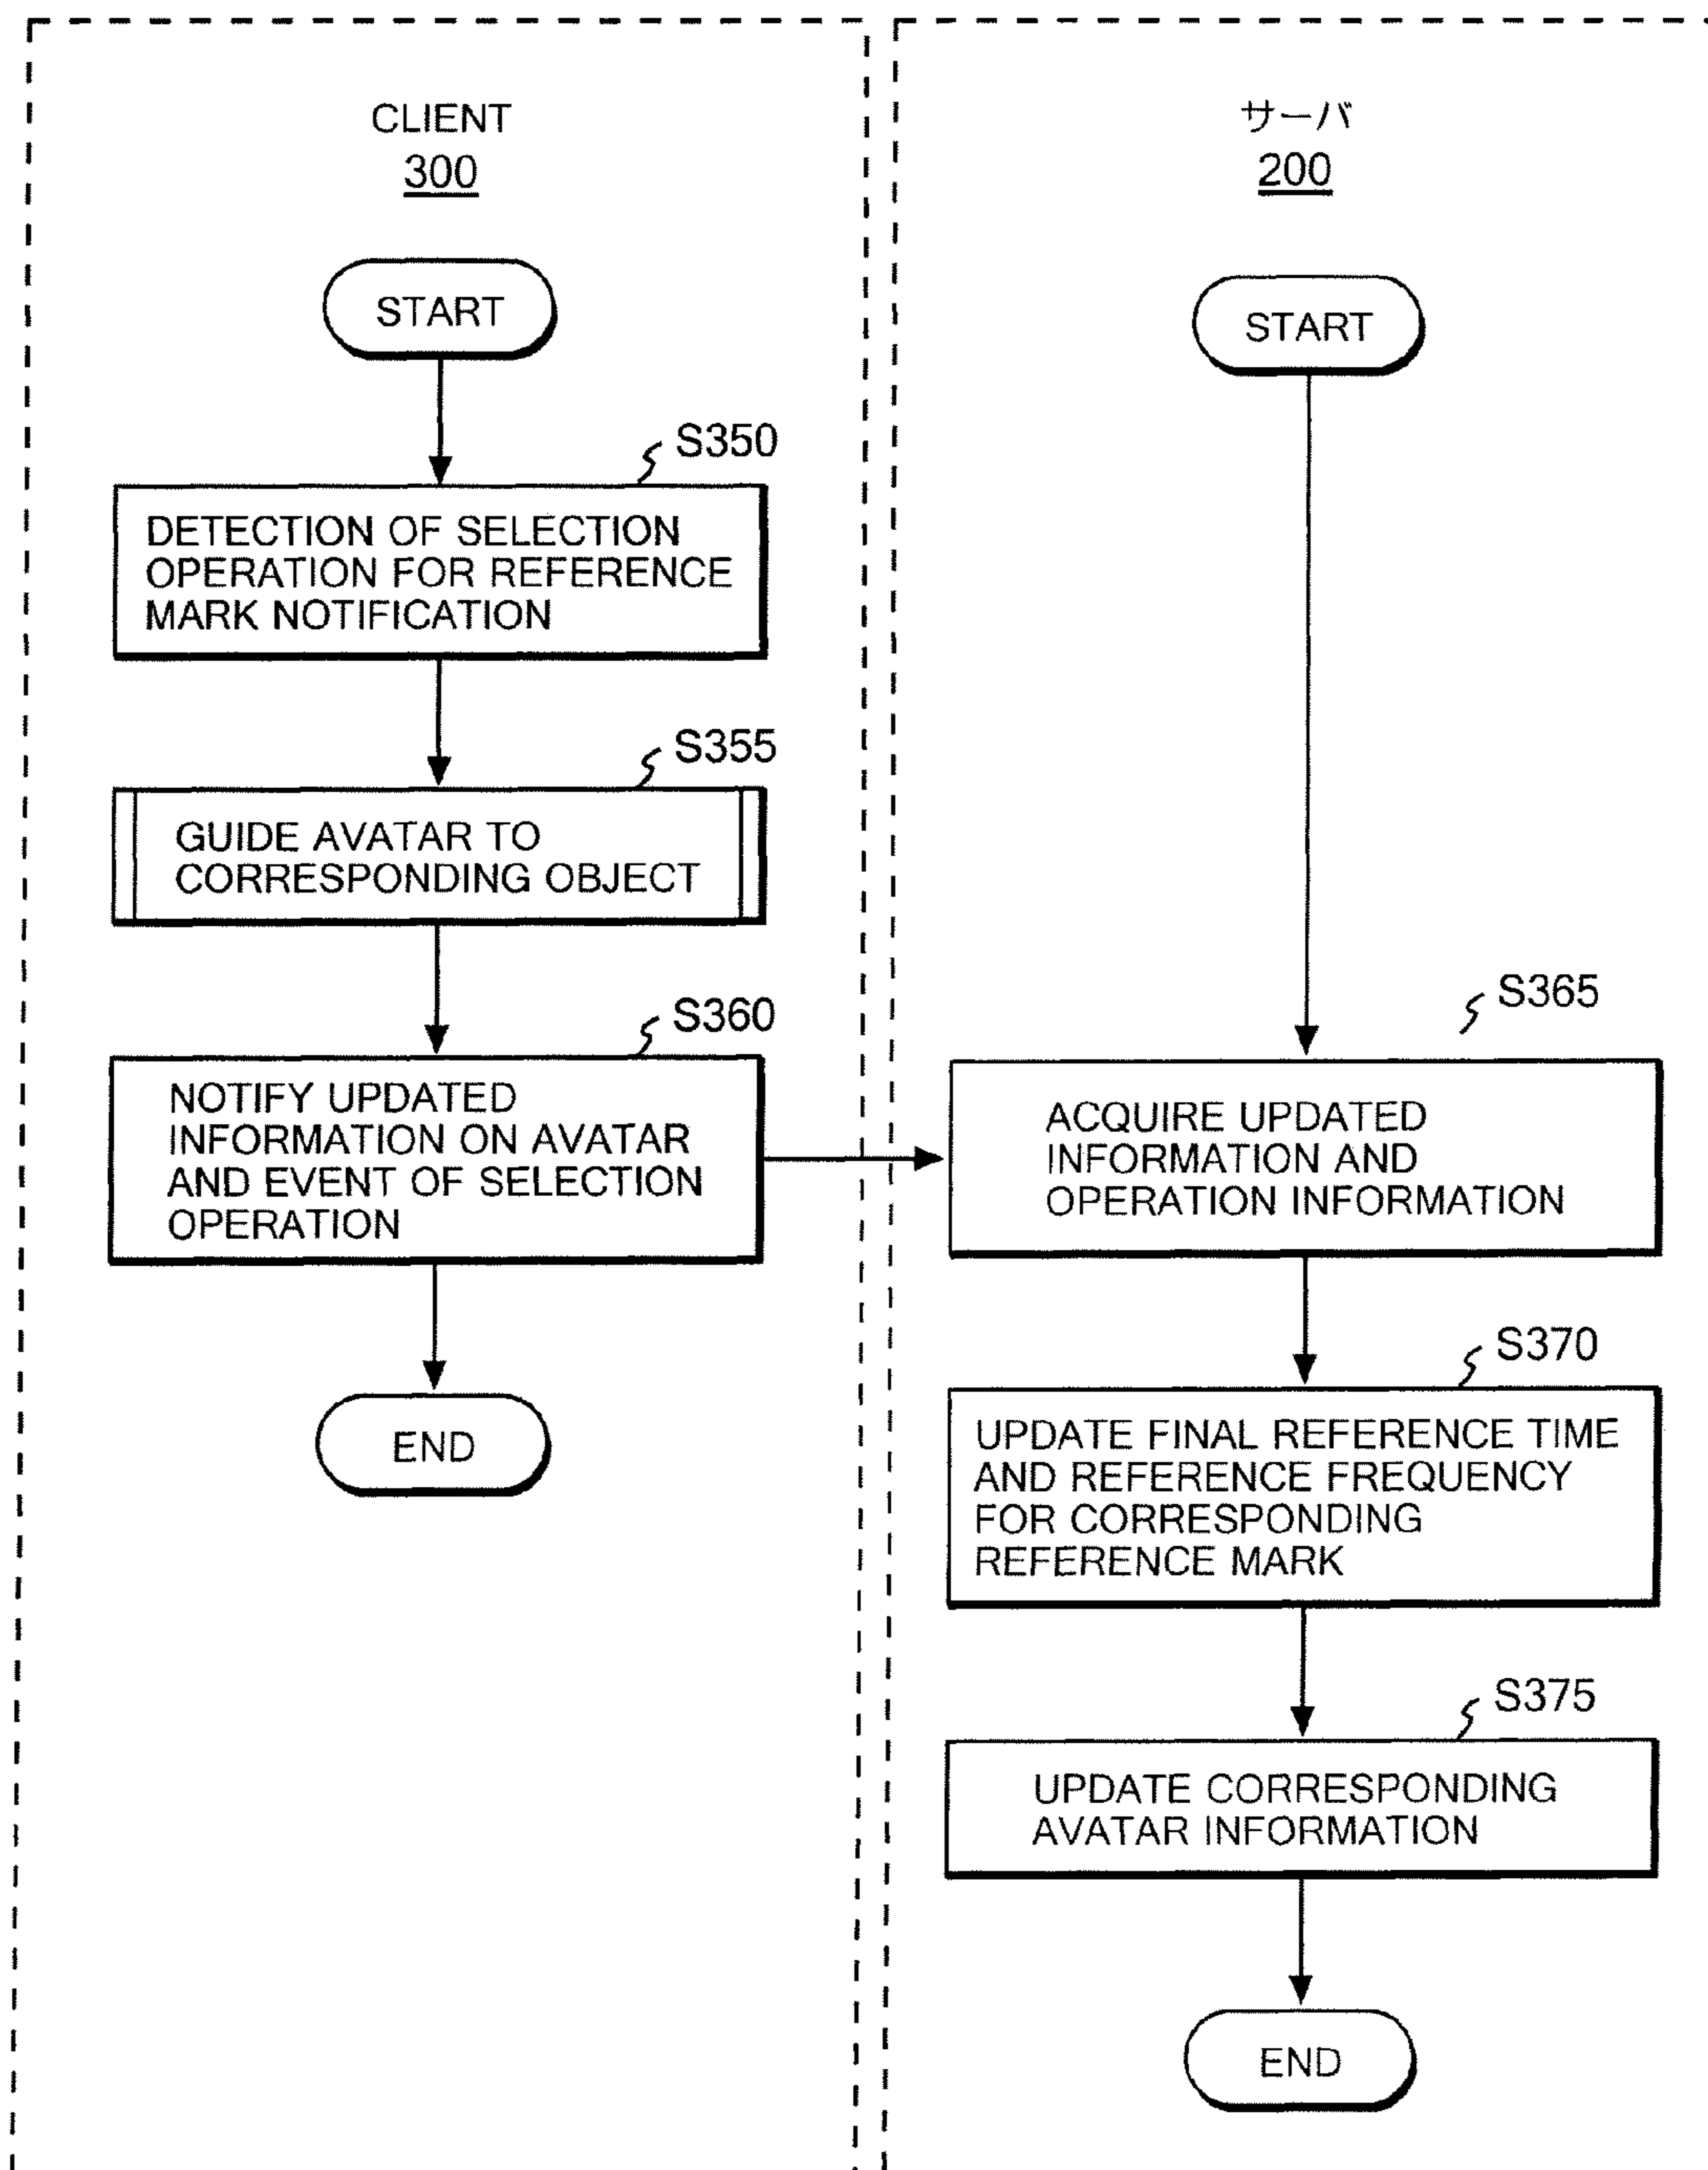 CLIENT
300
START
S350
DETECTION OF SELECTION
OPERATION FOR REFERENCE
MARK NOTIFICATION
S355
GUIDE AVATAR TO
CORRESPONDING OBJECT
S360
NOTIFY UPDATED
INFORMATION ON AVATAR
AND EVENT OF SELECTION
OPERATION
END
サーバ
200
START
S365
ACQUIRE UPDATED
INFORMATION AND
OPERATION INFORMATION
S370
UPDATE FINAL REFERENCE TIME
AND REFERENCE FREQUENCY
FOR CORRESPONDING
REFERENCE MARK
S375
UPDATE CORRESPONDING
AVATAR INFORMATION
END